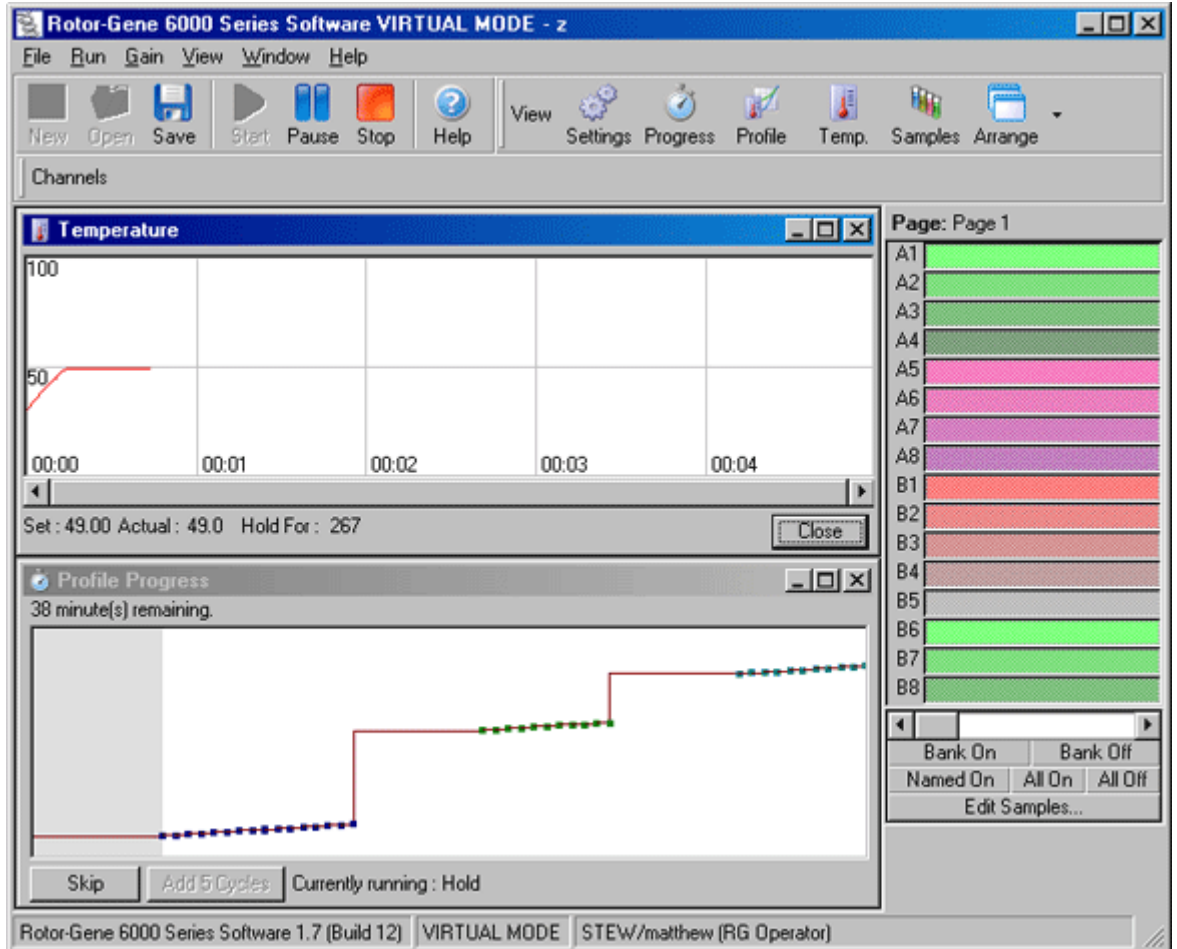 Rotor-Gene 6000 Series Software VIRTUAL MODE - z
File Run Gain View Window Help
New Open Save Start Pause Stop Help View Settings Progress Profile Temp. Samples Arrange
Channels
Temperature
100
50
00:00 00:01 00:02 00:03 00:04
Set : 49.00 Actual : 49.0 Hold For : 267
Close
Profile Progress
38 minute(s) remaining.
Skip Add 5 Cycles Currently running : Hold
Page: Page 1
A1
A2
A3
A4
A5
A6
A7
A8
B1
B2
B3
B4
B5
B6
B7
B8
Bank On Bank Off
Named On All On All Off
Edit Samples...
Rotor-Gene 6000 Series Software 1.7 (Build 12) VIRTUAL MODE STEW/matthew (RG Operator)